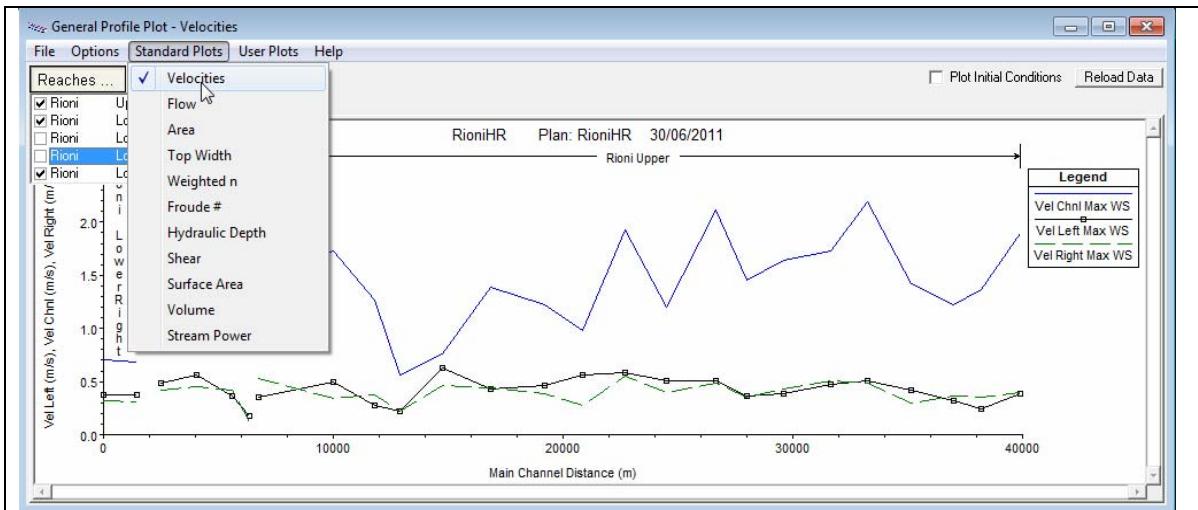 General Profile Plot - Velocities
File Options Standard Plots User Plots Help
Reaches ...
Plot Initial Conditions
Reload Data
Rioni
Rioni
Rioni
Rioni
Rioni
✓ Velocities
Flow
Area
Top Width
Weighted n
Froude #
Hydraulic Depth
Shear
Surface Area
Volume
Stream Power
RioniHR Plan: RioniHR 30/06/2011
Rioni Upper
Legend
Vel Chnl Max WS
Vel Left Max WS
Vel Right Max WS
Vel Left (m/s), Vel Chnl (m/s), Vel Right (m/
2.0
1.5
1.0
0.5
0.0
0
10000
20000
30000
40000
Main Channel Distance (m)